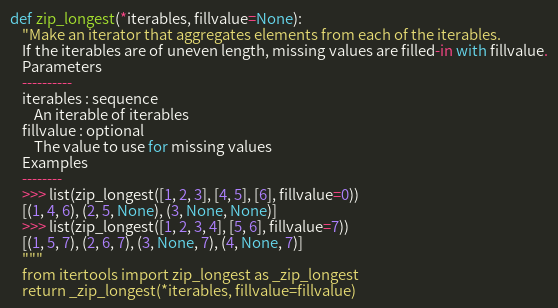 def zip_longest(*iterables, fillvalue=None):
"Make an iterator that aggregates elements from each of the iterables.
If the iterables are of uneven length, missing values are filled-in with fillvalue.
Parameters
----------
iterables : sequence
An iterable of iterables
fillvalue : optional
The value to use for missing values
Examples
--------
>>> list(zip_longest([1, 2, 3], [4, 5], [6], fillvalue=0))
[(1, 4, 6), (2, 5, None), (3, None, None)]
>>> list(zip_longest([1, 2, 3, 4], [5, 6], fillvalue=7))
[(1, 5, 7), (2, 6, 7), (3, None, 7), (4, None, 7)]
"""
from itertools import zip_longest as _zip_longest
return _zip_longest(*iterables, fillvalue=fillvalue)